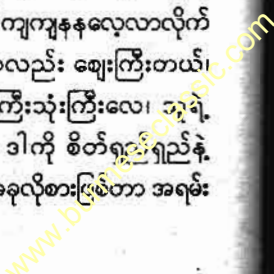 ကျကျနနလေ့လာလိုက်
လည်း ဈေးကြီးတယ်၊
ကြီးသုံးကြီးလေ၊
ဒါကို စိတ်ရှည်ရှည်နဲ့
ခုလိုစားဖြစ်တာ အရမ်း
www.burmeseclassic.com